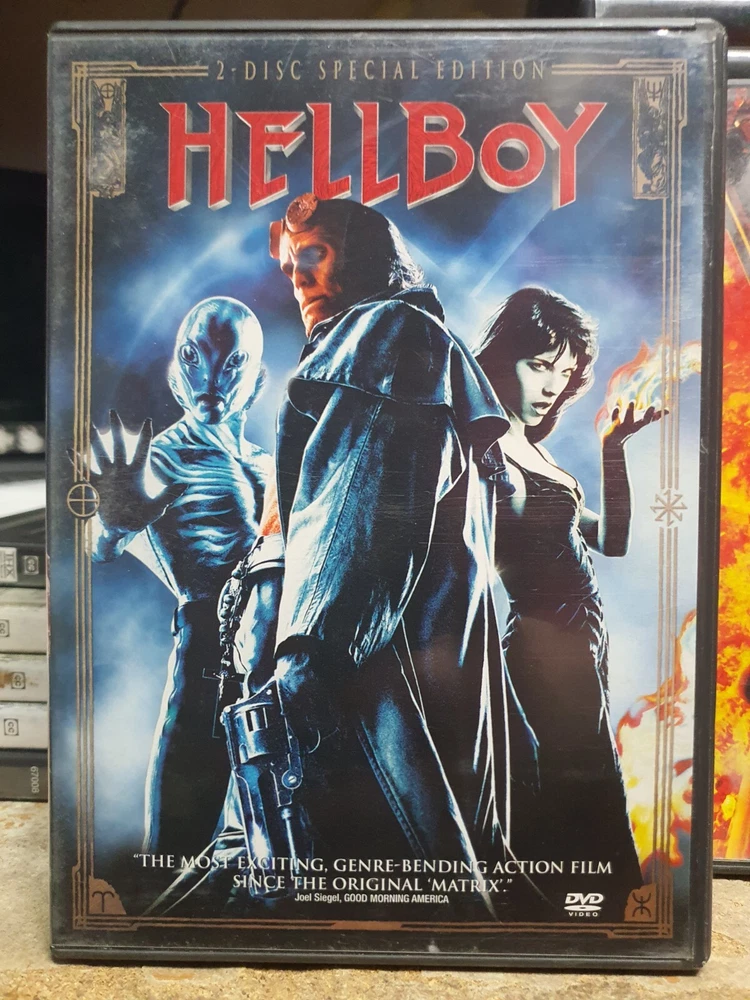 2-DISC SPECIAL EDITION
HELLBOY
"THE MOST EXCITING, GENRE-BENDING ACTION FILM
SINCE THE ORIGINAL 'MATRIX'."
Joel Siegel, GOOD MORNING AMERICA
DVD
VIDEO
67008